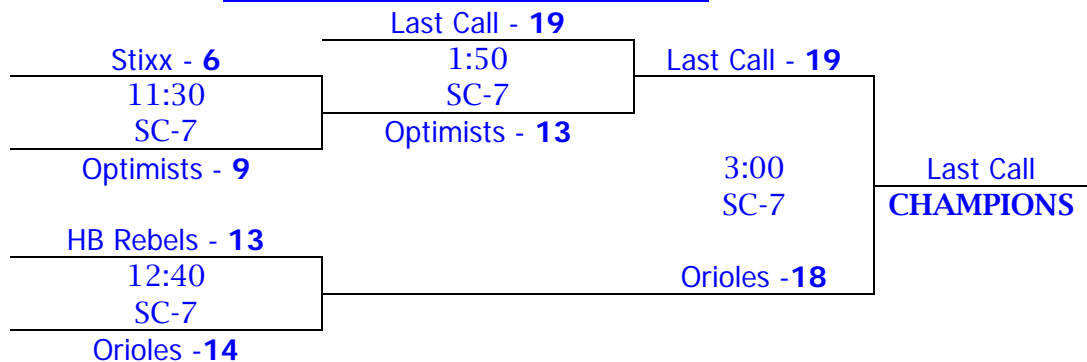 Last Call - 19
Stixx - 6
1:50
Last Call - 19
11:30
SC-7
SC-7
Optimists - 13
Optimists - 9
3:00
Last Call
SC-7
CHAMPIONS
HB Rebels - 13
12:40
Orioles -18
SC-7
Orioles -14